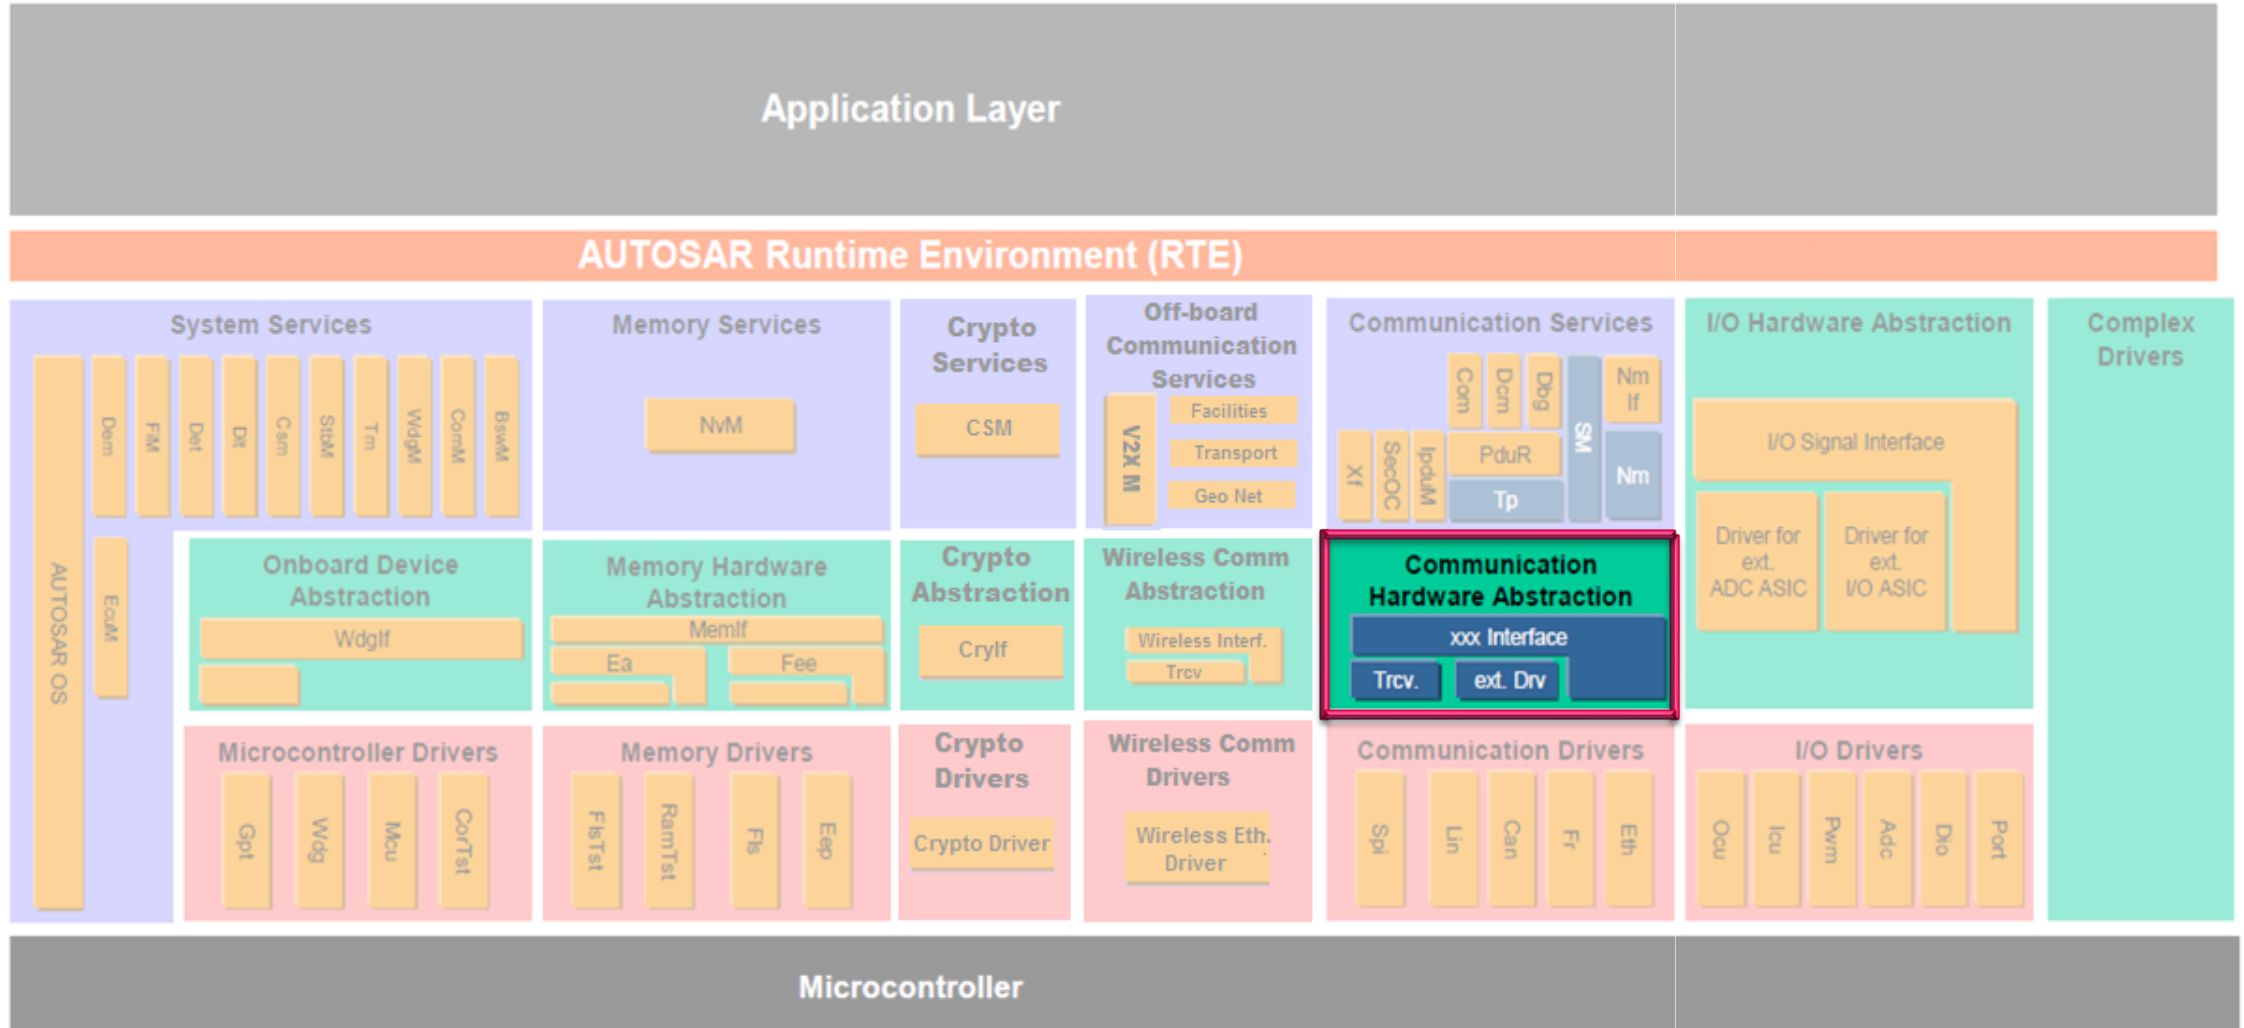 Application Layer
AUTOSAR Runtime Environment (RTE)
System Services
AUTOSAR OS
Dem
FiM
Det
Dlt
Csm
StbM
Tm
WdgM
ComM
BswM
EcuM
Memory Services
NvM
Crypto
Services
CSM
Off-board
Communication
Services
V2X M
Facilities
Transport
Geo Net
Communication Services
Xf
SecOC
IpduM
Com
Dcm
Dbg
PduR
Tp
SM
Nm
If
Nm
I/O Hardware Abstraction
I/O Signal Interface
Driver for
ext.
ADC ASIC
Driver for
ext.
I/O ASIC
Complex
Drivers
Onboard Device
Abstraction
WdgIf
Memory Hardware
Abstraction
MemIf
Ea
Fee
Crypto
Abstraction
CryIf
Wireless Comm
Abstraction
Wireless Interf.
Trcv
Communication
Hardware Abstraction
xxx Interface
Trcv.
ext. Drv
Microcontroller Drivers
Gpt
Wdg
Mcu
CorTst
Memory Drivers
FlsTst
RamTst
Fls
Eep
Crypto
Drivers
Crypto Driver
Wireless Comm
Drivers
Wireless Eth.
Driver
Communication Drivers
Spi
Lin
Can
Fr
Eth
I/O Drivers
Ocu
Icu
Pwm
Adc
Dio
Port
Microcontroller